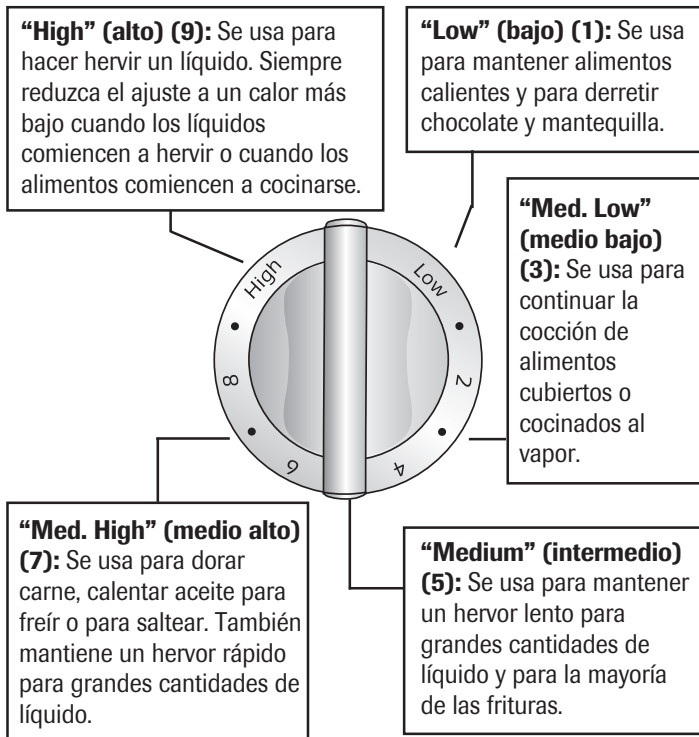 “High” (alto) (9): Se usa para
hacer hervir un líquido. Siempre
reduzca el ajuste a un calor más
bajo cuando los líquidos
comiencen a hervir o cuando los
alimentos comiencen a cocinarse.
“Low” (bajo) (1): Se usa
para mantener alimentos
calientes y para derretir
chocolate y mantequilla.
“Med. Low”
(medio bajo)
(3): Se usa para
continuar la
cocción de
alimentos
cubiertos o
cocinados al
vapor.
High
Low
8
2
6
4
“Med. High” (medio alto)
(7): Se usa para dorar
carne, calentar aceite para
freír o para saltear. También
mantiene un hervor rápido
para grandes cantidades de
líquido.
“Medium” (intermedio)
(5): Se usa para mantener
un hervor lento para
grandes cantidades de
líquido y para la mayoría
de las frituras.